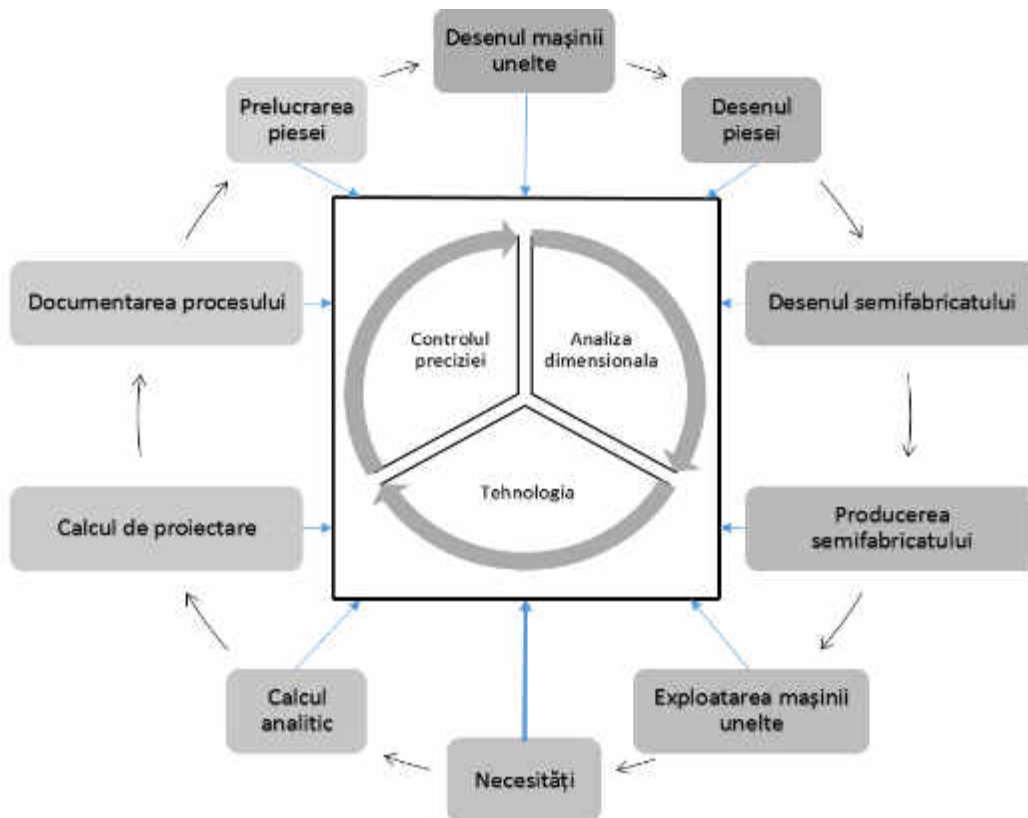 Desenul mașinii
unelte
Prelucrarea
piesei
Desenul
piesei
Documentarea procesului
Desenul semifabricatului
Controlul
preciziei
Analiza
dimensionala
Tehnologia
Calcul de proiectare
Producerea
semifabricatului
Calcul
analitic
Exploatarea mașinii
unelte
Necesități